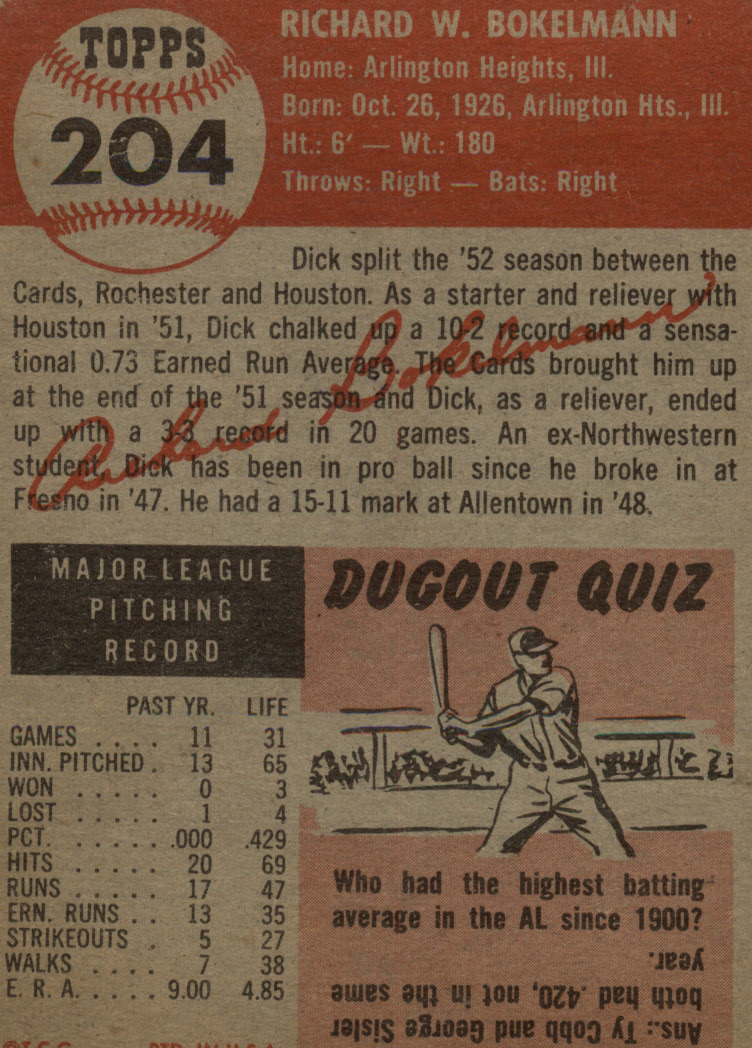 TOPPS
204
RICHARD W. BOKELMANN
Home: Arlington Heights, Ill.
Born: Oct. 26, 1926, Arlington Hts., Ill.
Ht.: 6′ — Wt.: 180
Throws: Right — Bats: Right
Dick split the '52 season between the
Cards, Rochester and Houston. As a starter and reliever with
Houston in '51, Dick chalked up a 10-2 record and a sensa-
tional 0.73 Earned Run Average. The Cards brought him up
at the end of the '51 season and Dick, as a reliever, ended
up with a 3-3 record in 20 games. An ex-Northwestern
student, Dick has been in pro ball since he broke in at
Fresno in '47. He had a 15-11 mark at Allentown in '48.
Richard Bokelmann
MAJOR LEAGUE
PITCHING
RECORD
PAST YR. LIFE
GAMES . . . . 11 31
INN. PITCHED . 13 65
WON . . . . . 0 3
LOST . . . . . 1 4
PCT. . . . . . .000 .429
HITS . . . . . 20 69
RUNS . . . . . 17 47
ERN. RUNS . . 13 35
STRIKEOUTS . 5 27
WALKS . . . . 7 38
E. R. A. . . . . 9.00 4.85
DUGOUT QUIZ
Who had the highest batting
average in the AL since 1900?
Ans.: Ty Cobb and George Sisler
both had .420, not in the same
year.
©T.C.G. PTD. IN U.S.A.